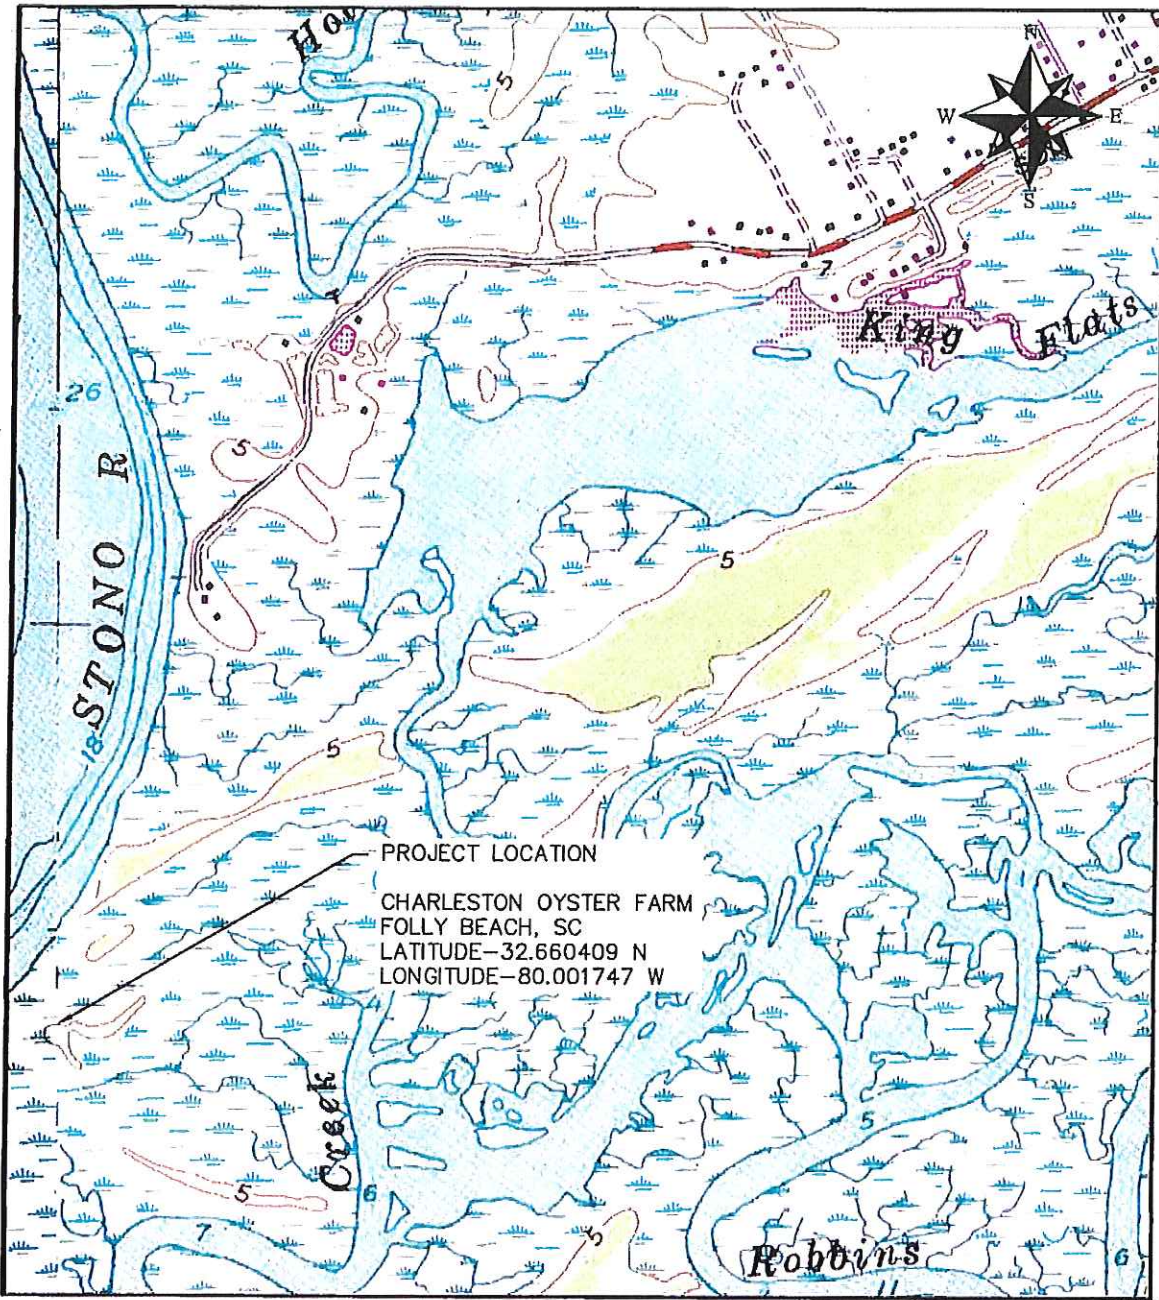 N
W E
S
5
7
King Flats
26
5
STONO R
5
18
5
PROJECT LOCATION
CHARLESTON OYSTER FARM
FOLLY BEACH, SC
LATITUDE-32.660409 N
LONGITUDE-80.001747 W
Creek
5
5
6
7
5
Robbins
6